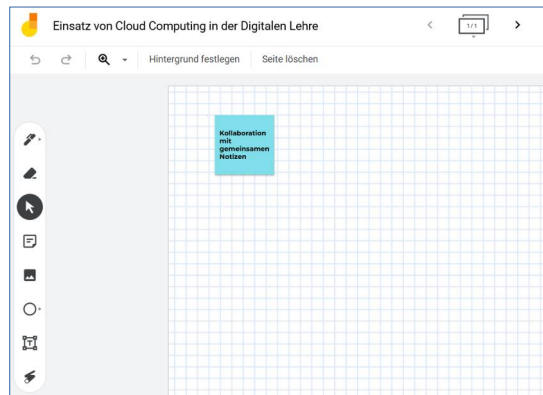 Einsatz von Cloud Computing in der Digitalen Lehre
1/1
Hintergrund festlegen
Seite löschen
Kollaboration
mit
gemeinsamen
Notizen
T